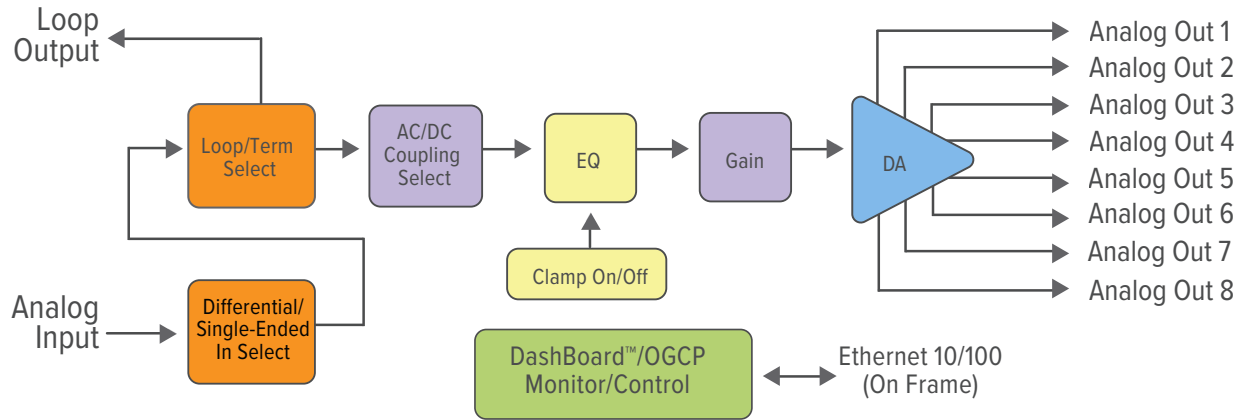 Loop
Output
Loop/Term
Select
AC/DC
Coupling
Select
EQ
Gain
DA
Analog Out 1
Analog Out 2
Analog Out 3
Analog Out 4
Analog Out 5
Analog Out 6
Analog Out 7
Analog Out 8
Clamp On/Off
Analog
Input
Differential/
Single-Ended
In Select
DashBoard™/OGCP
Monitor/Control
Ethernet 10/100
(On Frame)